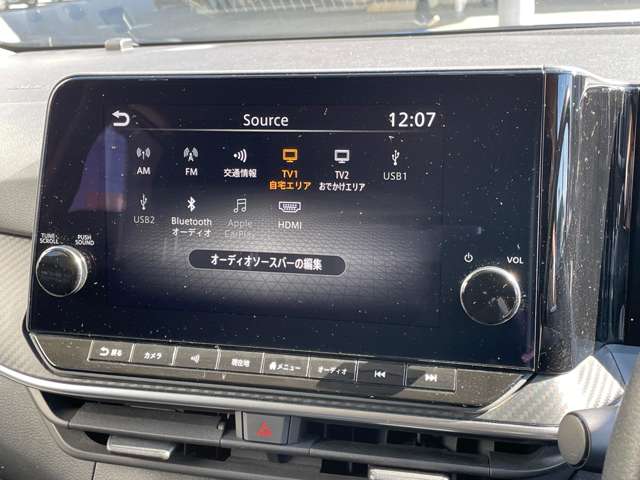 Source
12:07
AM
FM
交通情報
TV1
自宅エリア
TV2
おでかけエリア
USB1
USB2
Bluetooth
オーディオ
Apple
CarPlay
HDMI
オーディオソースバーの編集
TUNE
SCROLL
PUSH
SOUND
VOL
戻る
カメラ
現在地
メニュー
オーディオ